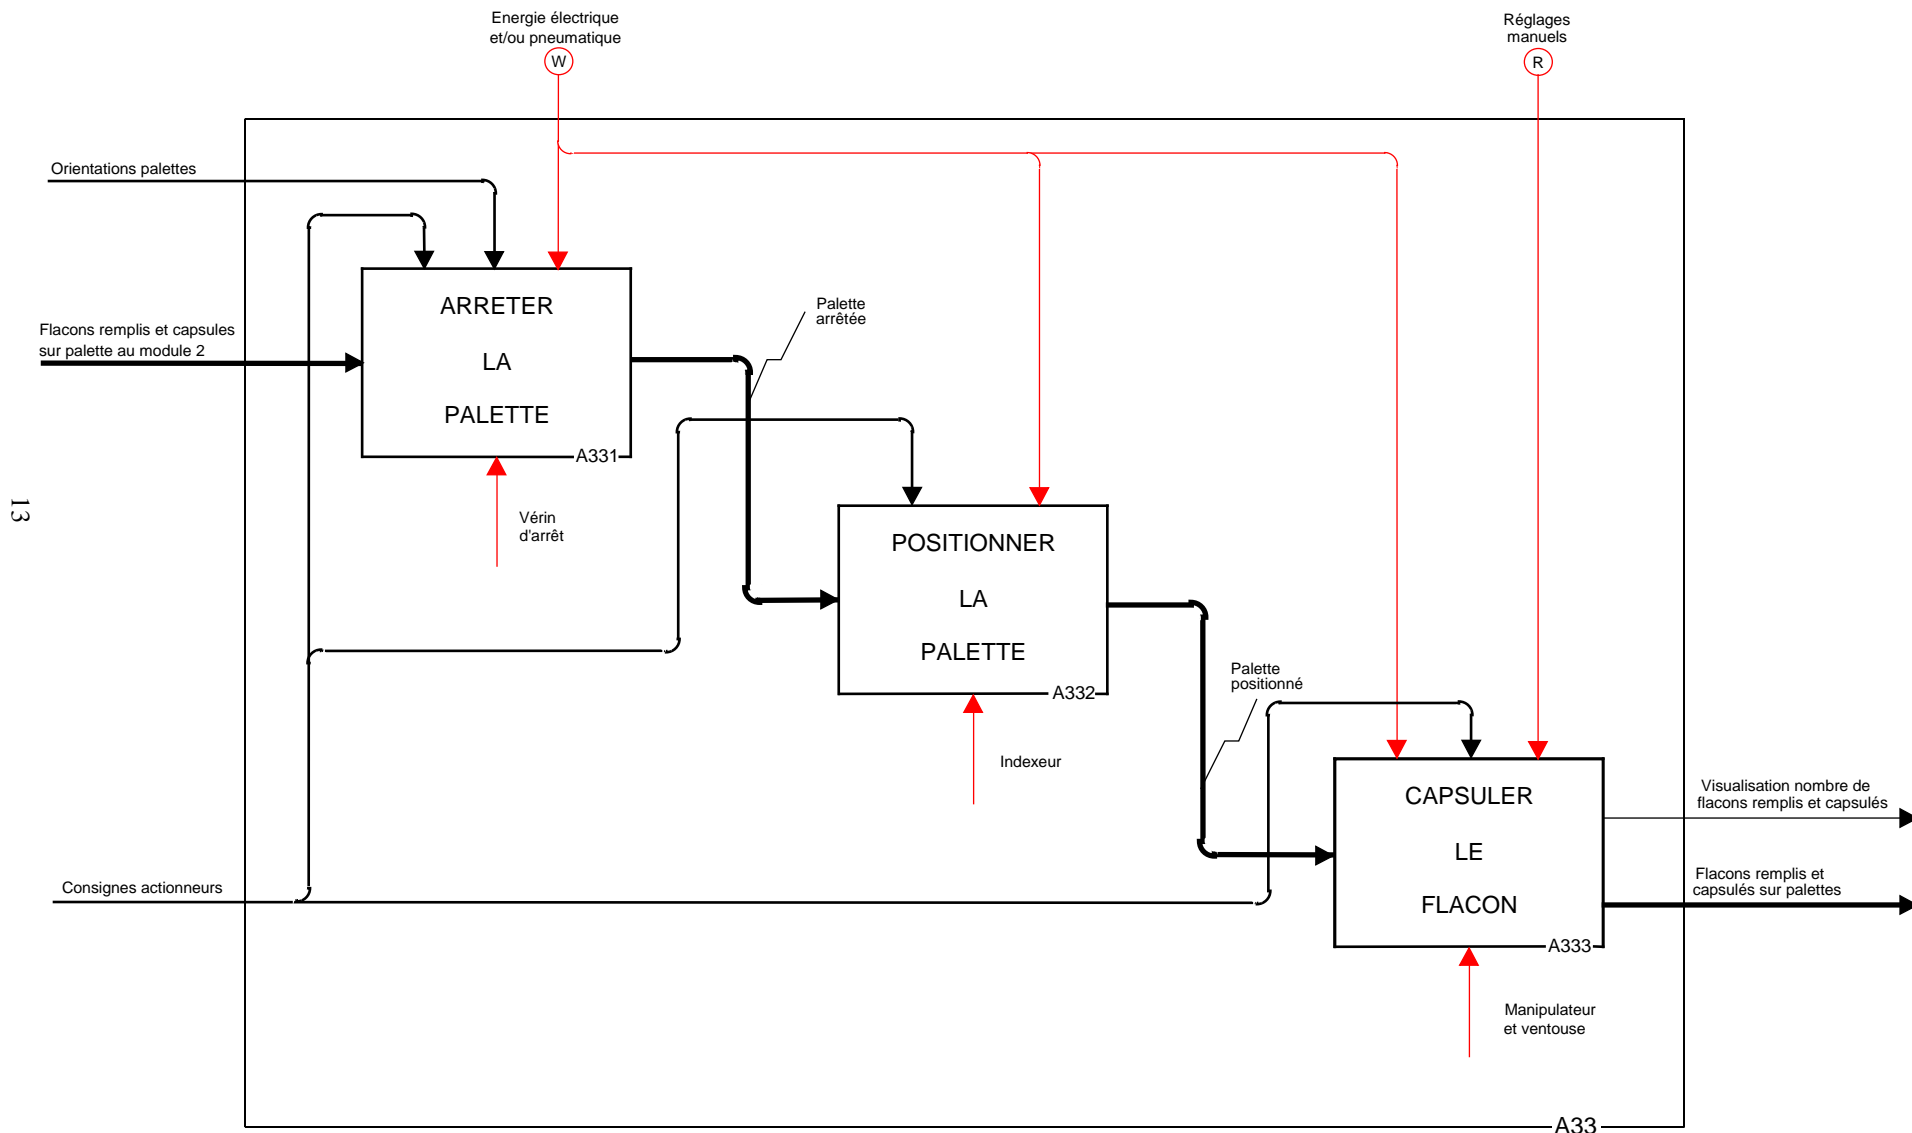 Energie électrique
et/ou pneumatique
W
Réglages
manuels
R
Orientations palettes
Flacons remplis et capsules
sur palette au module 2
ARRETER
LA
PALETTE
A331
Palette
arrêtée
Vérin
d'arrêt
13
POSITIONNER
LA
PALETTE
A332
Indexeur
Palette
positionné
Consignes actionneurs
CAPSULER
LE
FLACON
A333
Visualisation nombre de
flacons remplis et capsulés
Flacons remplis et
capsulés sur palettes
Manipulateur
et ventouse
A33